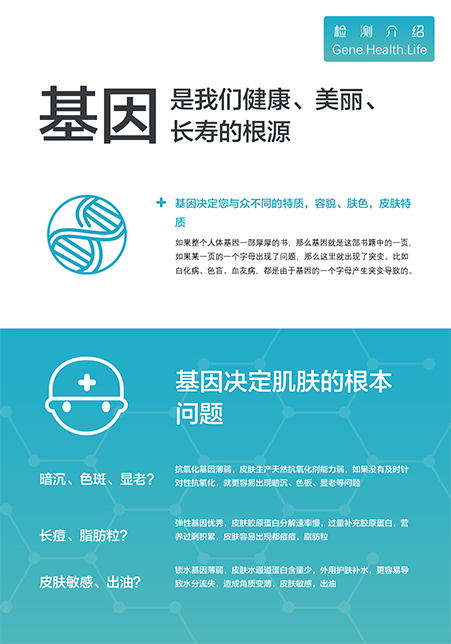 检测介绍
Gene.Health.Life
基因
是我们健康、美丽、
长寿的根源
基因决定您与众不同的特质，容貌、肤色，皮肤特
质
如果整个人体基因一部厚厚的书，那么基因就是这部书籍中的一页，
如果某一页的一个字母出现了问题，那么这里就出现了突变。比如
白化病、色盲、血友病，都是由于基因的一个字母产生突变导致的。
基因决定肌肤的根本
问题
暗沉、色斑、显老?
抗氧化基因薄弱，皮肤生产天然抗氧化剂能力弱，如果没有及时针
对性抗氧化，就更容易出现暗沉、色板、显老等问题
长痘、脂肪粒?
弹性基因优秀，皮肤胶原蛋白分解速率慢，过量补充胶原蛋白，营
养过剩积累，皮肤容易出现都痘痘，脂肪粒
皮肤敏感、出油?
锁水基因薄弱，皮肤水通道蛋白含量少，外用护肤补水，更容易导
致水分流失，造成角质变薄，皮肤敏感，出油